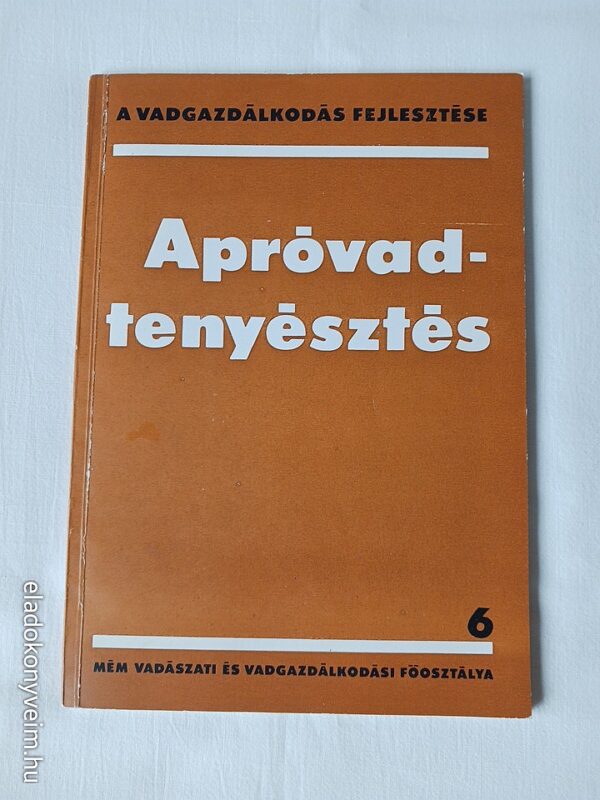 A VADGAZDÁLKODÁS FEJLESZTÉSE
Apróvad-
tenyésztés
6
MÉM VADÁSZATI ÉS VADGAZDÁLKODÁSI FŐOSZTÁLYA
eladokonyveim.hu